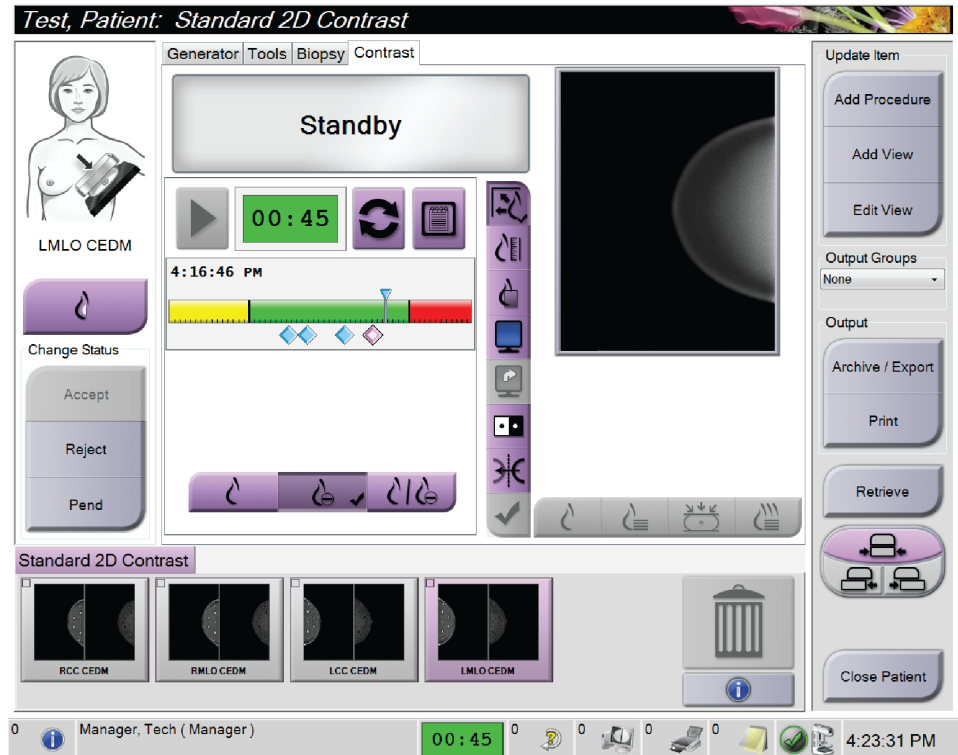 Test, Patient: Standard 2D Contrast
Generator Tools Biopsy Contrast
Standby
00:45
4:16:46 PM
LMLO CEDM
Change Status
Accept
Reject
Pend
Update Item
Add Procedure
Add View
Edit View
Output Groups
None
Output
Archive / Export
Print
Retrieve
Close Patient
Standard 2D Contrast
RCC CEDM
RMLO CEDM
LCC CEDM
LMLO CEDM
0 Manager, Tech ( Manager ) 00:45 0 0 0 0 4:23:31 PM